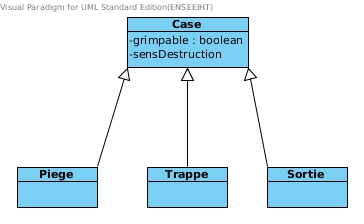 Visual Paradigm for UML Standard Edition(ENSEEIHT)
Case
-grimpable : boolean
-sensDestruction
Piege
Trappe
Sortie